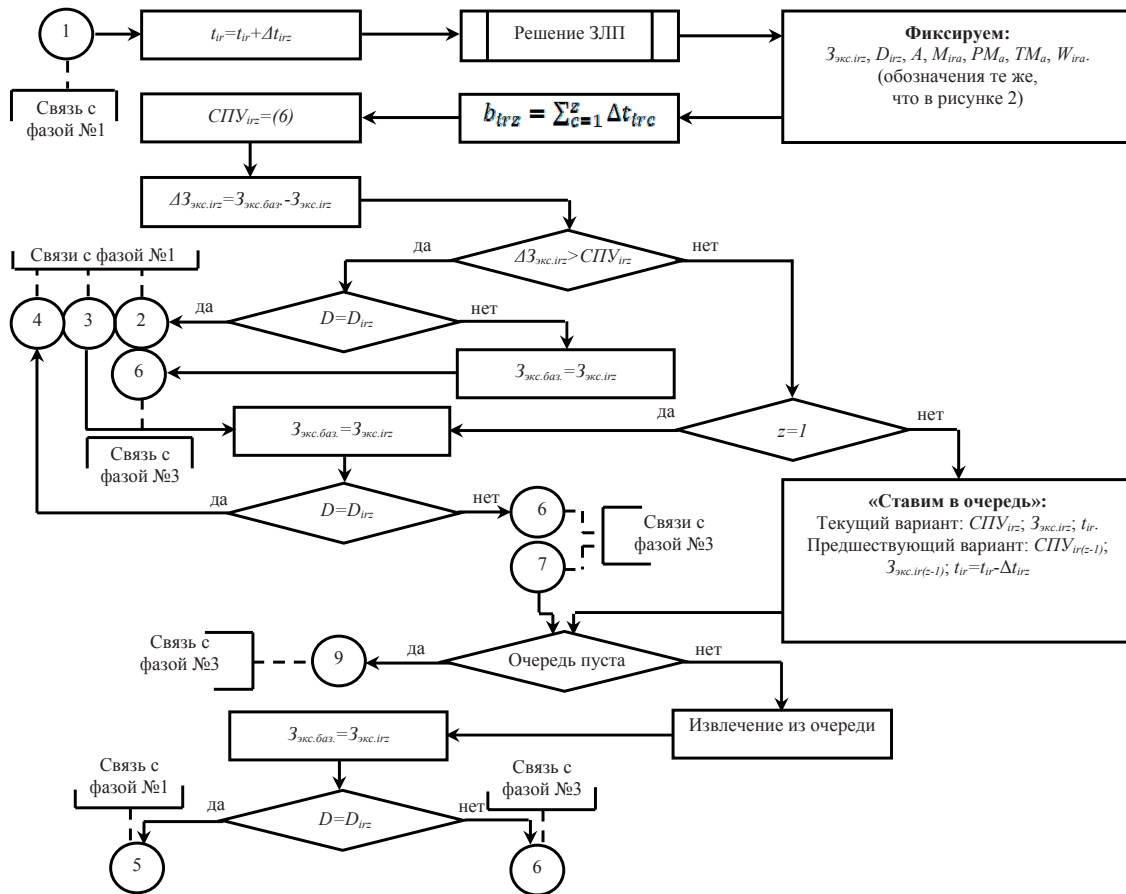 1
t_ir=t_ir+Δt_irz
Решение ЗЛП
Фиксируем:
З_экс.irz, D_irz, A, M_ira, PM_a, TM_a, W_ira.
(обозначения те же,
что в рисунке 2)
Связь с
фазой №1
СПУ_irz=(6)
b_irz = ∑_{c=1}^{z} Δt_irc
ΔЗ_экс.irz=З_экс.баз.-З_экс.irz
ΔЗ_экс.irz>СПУ_irz
да
нет
Связи с фазой №1
4
3
2
да
D=D_irz
нет
6
З_экс.баз.=З_экс.irz
Связь с
фазой №3
З_экс.баз.=З_экс.irz
да
z=1
нет
да
D=D_irz
нет
6
7
Связи с
фазой №3
«Ставим в очередь»:
Текущий вариант: СПУ_irz; З_экс.irz; t_ir.
Предшествующий вариант: СПУ_ir(z-1);
З_экс.ir(z-1); t_ir=t_ir-Δt_irz
Связь с
фазой №3
9
да
Очередь пуста
нет
З_экс.баз.=З_экс.irz
Извлечение из очереди
Связь с
фазой №1
да
D=D_irz
нет
Связь с
фазой №3
5
6